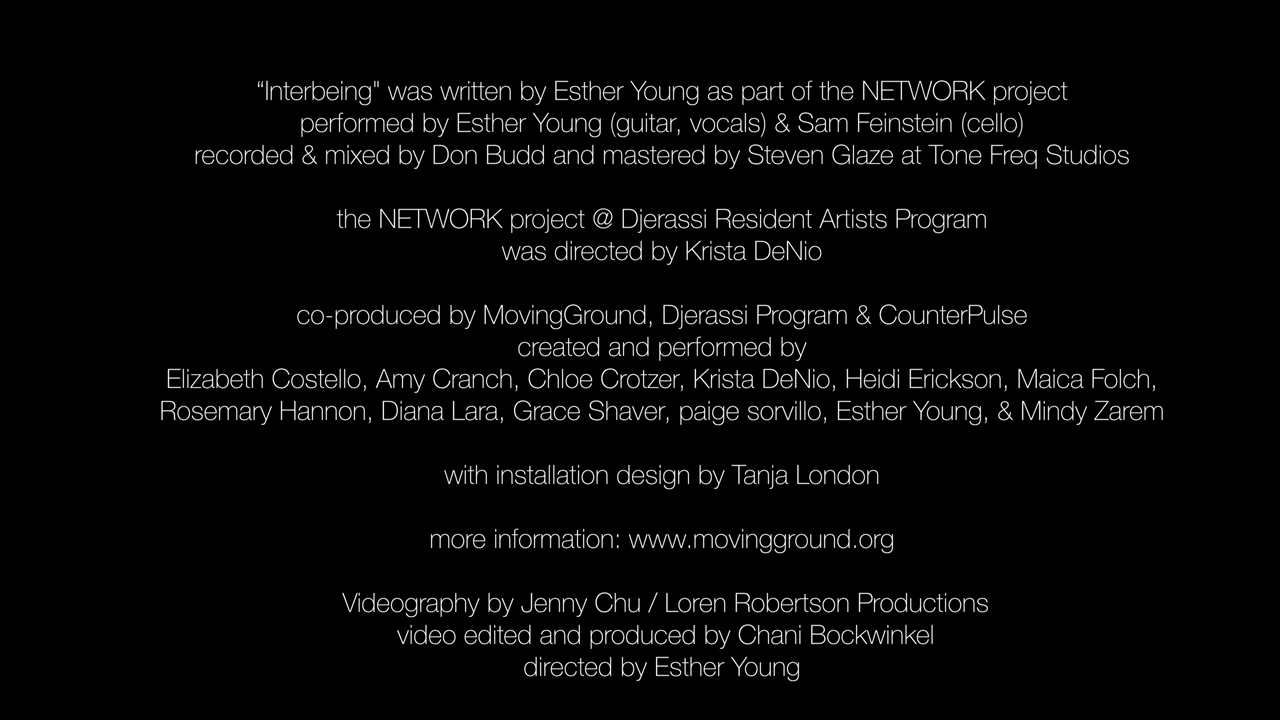 “Interbeing" was written by Esther Young as part of the NETWORK project
performed by Esther Young (guitar, vocals) & Sam Feinstein (cello)
recorded & mixed by Don Budd and mastered by Steven Glaze at Tone Freq Studios
the NETWORK project @ Djerassi Resident Artists Program
was directed by Krista DeNio
co-produced by MovingGround, Djerassi Program & CounterPulse
created and performed by
Elizabeth Costello, Amy Cranch, Chloe Crotzer, Krista DeNio, Heidi Erickson, Maica Folch,
Rosemary Hannon, Diana Lara, Grace Shaver, paige sorvillo, Esther Young, & Mindy Zarem
with installation design by Tanja London
more information: www.movingground.org
Videography by Jenny Chu / Loren Robertson Productions
video edited and produced by Chani Bockwinkel
directed by Esther Young